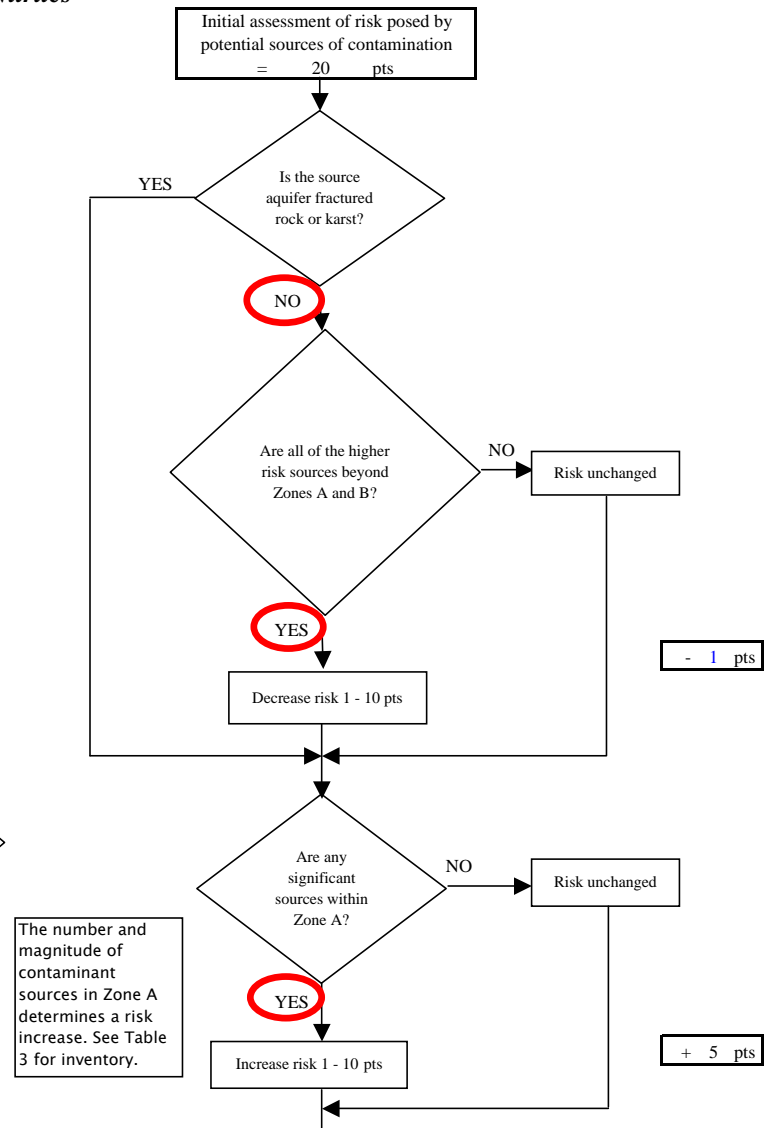 Initial assessment of risk posed by
potential sources of contamination
= 20 pts
Is the source
aquifer fractured
rock or karst?
YES
NO
Are all of the higher
risk sources beyond
Zones A and B?
NO
Risk unchanged
YES
- 1 pts
Decrease risk 1 - 10 pts
Are any
significant
sources within
Zone A?
NO
Risk unchanged
The number and
magnitude of
contaminant
sources in Zone A
determines a risk
increase. See Table
3 for inventory.
YES
Increase risk 1 - 10 pts
+ 5 pts